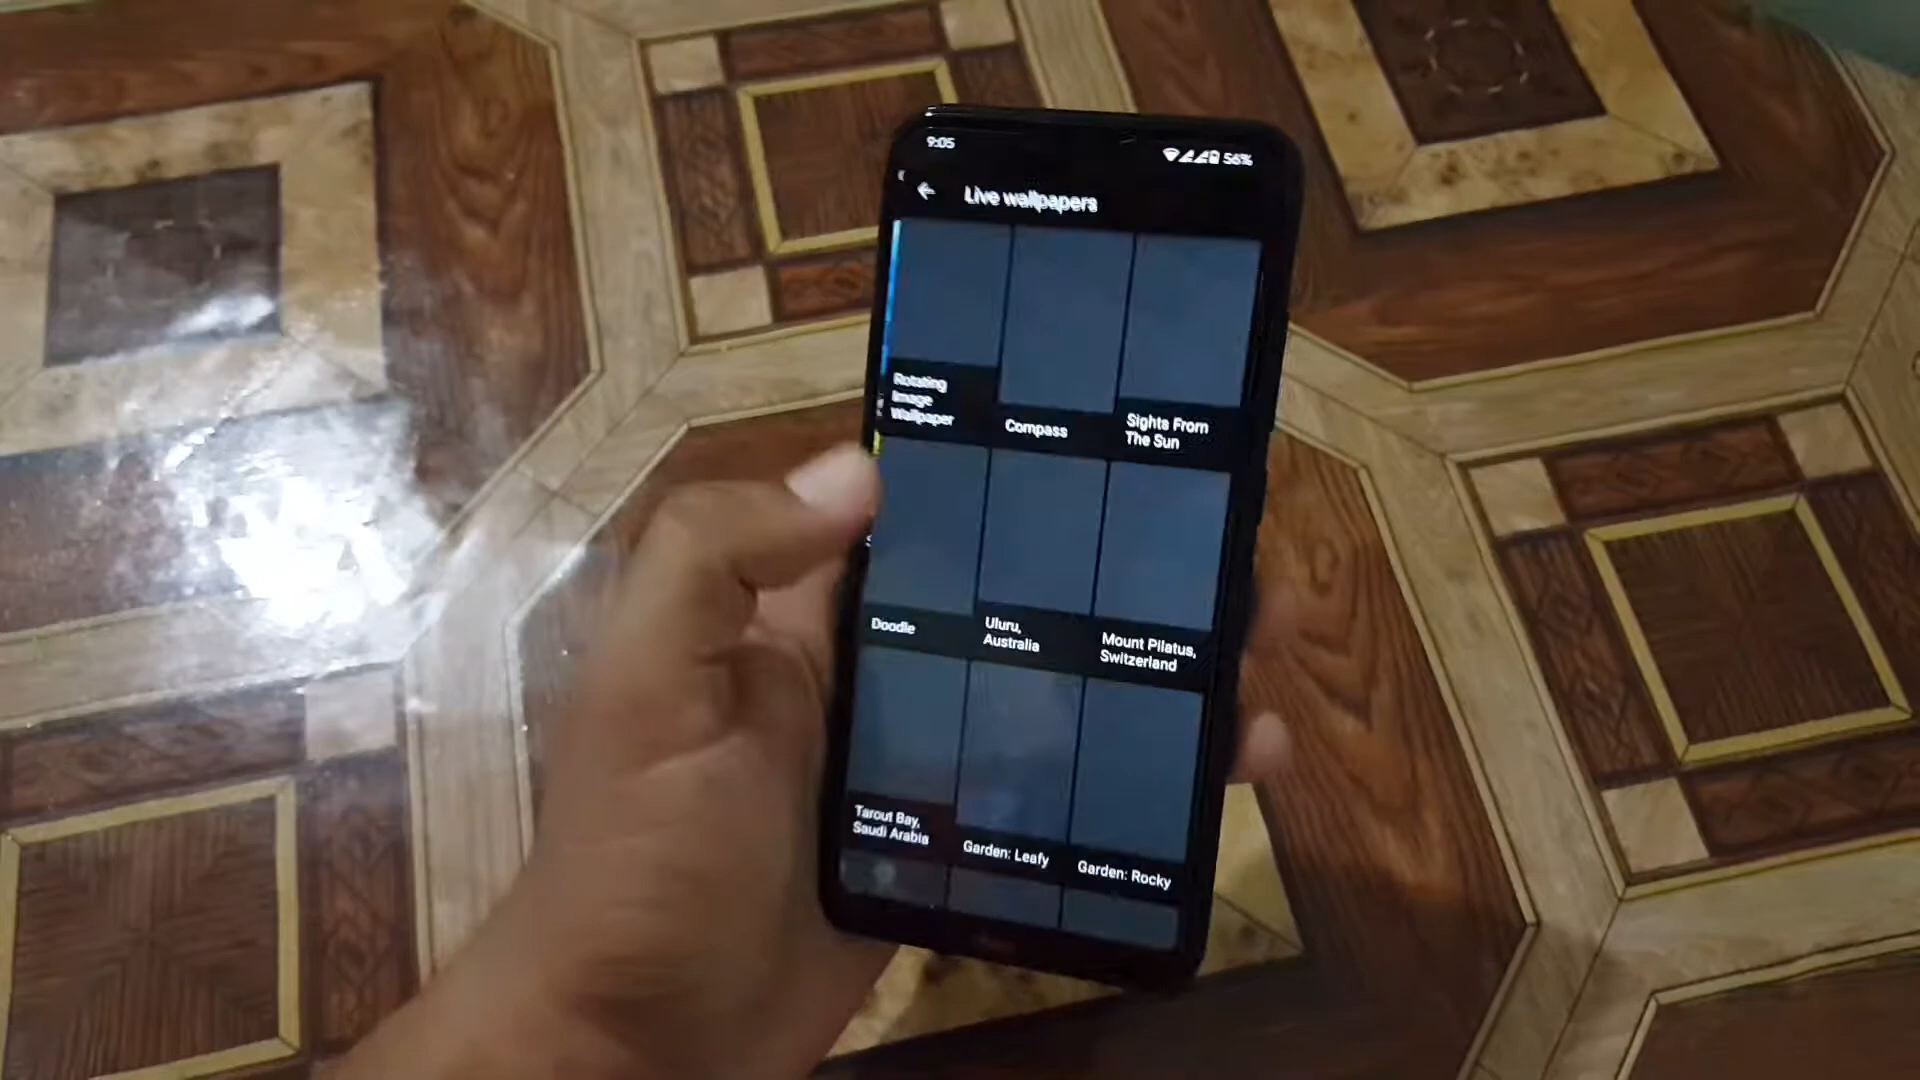 9:05
56%
Live wallpapers
Rotating
Image
Wallpaper
Compass
Sights From
The Sun
Doodle
Uluru,
Australia
Mount Pilatus,
Switzerland
Tarout Bay,
Saudi Arabia
Garden: Leafy
Garden: Rocky